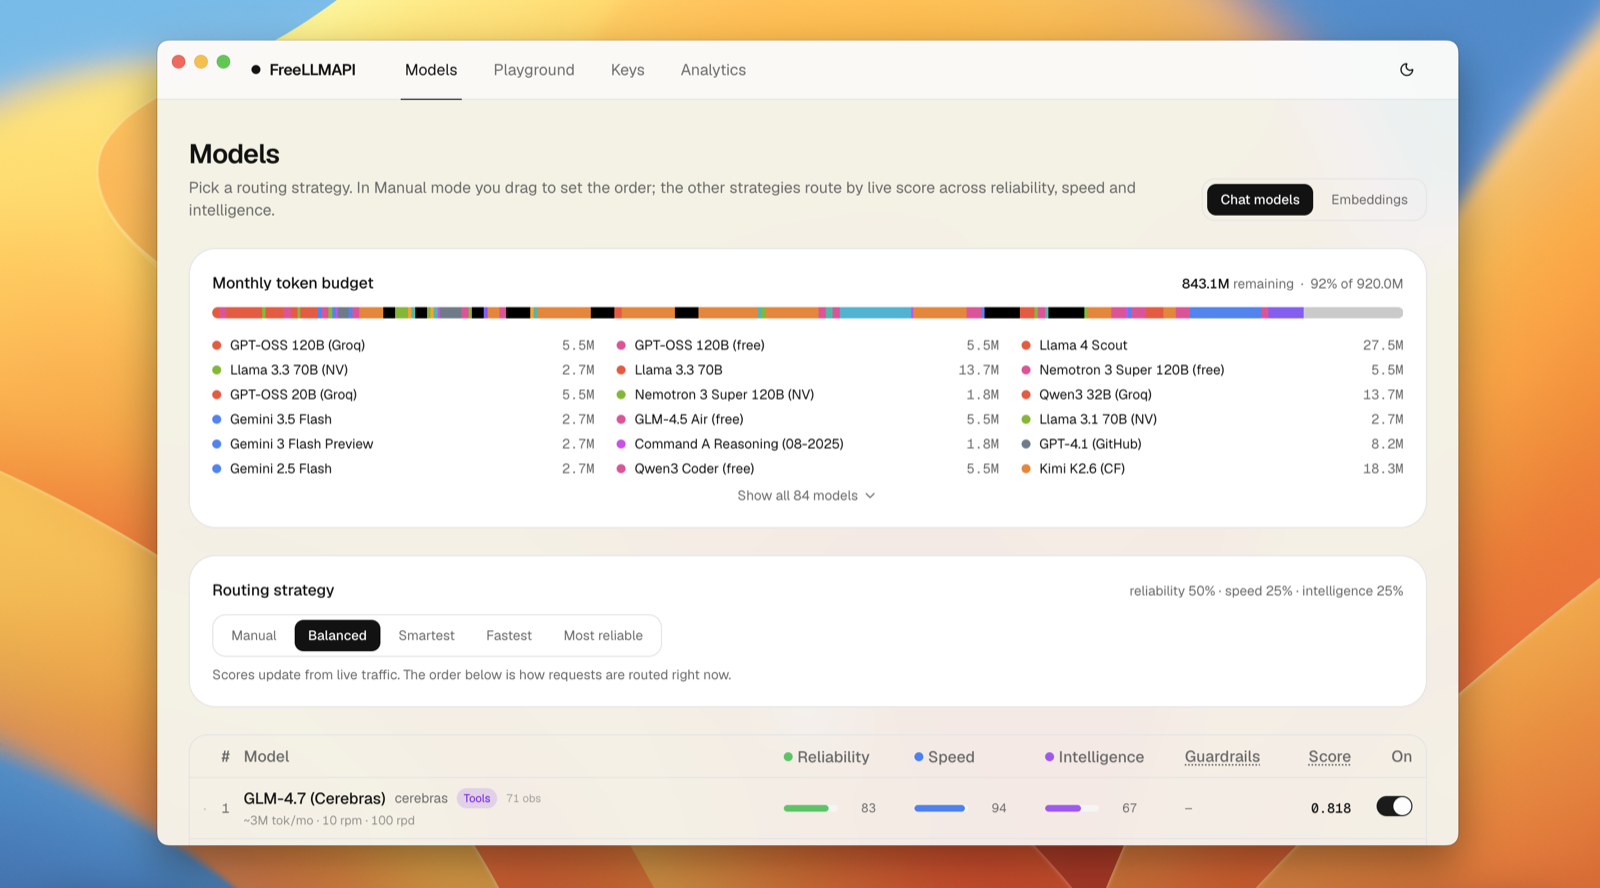 FreeLLMAPI Models Playground Keys Analytics
Models
Pick a routing strategy. In Manual mode you drag to set the order; the other strategies route by live score across reliability, speed and
intelligence.
Chat models Embeddings
Monthly token budget 843.1M remaining · 92% of 920.0M
GPT-OSS 120B (Groq) 5.5M GPT-OSS 120B (free) 5.5M Llama 4 Scout 27.5M
Llama 3.3 70B (NV) 2.7M Llama 3.3 70B 13.7M Nemotron 3 Super 120B (free) 5.5M
GPT-OSS 20B (Groq) 5.5M Nemotron 3 Super 120B (NV) 1.8M Qwen3 32B (Groq) 13.7M
Gemini 3.5 Flash 2.7M GLM-4.5 Air (free) 5.5M Llama 3.1 70B (NV) 2.7M
Gemini 3 Flash Preview 2.7M Command A Reasoning (08-2025) 1.8M GPT-4.1 (GitHub) 8.2M
Gemini 2.5 Flash 2.7M Qwen3 Coder (free) 5.5M Kimi K2.6 (CF) 18.3M
Show all 84 models
Routing strategy reliability 50% · speed 25% · intelligence 25%
Manual Balanced Smartest Fastest Most reliable
Scores update from live traffic. The order below is how requests are routed right now.
# Model Reliability Speed Intelligence Guardrails Score On
1 GLM-4.7 (Cerebras) cerebras Tools 71 obs 83 94 67 – 0.818
~3M tok/mo · 10 rpm · 100 rpd